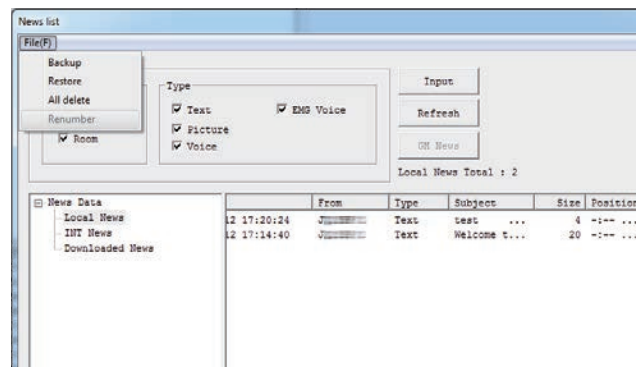 News list
File(F)
Backup
Restore
All delete
Renumber
Room
Type
Text
EMG Voice
Picture
Voice
Input
Refresh
GM News
Local News Total : 2
News Data
Local News
INT News
Downloaded News
From Type Subject Size Position
12 17:20:24 J Text test ... 4 -:-- ...
12 17:14:40 J Text Welcome t... 20 -:-- ...